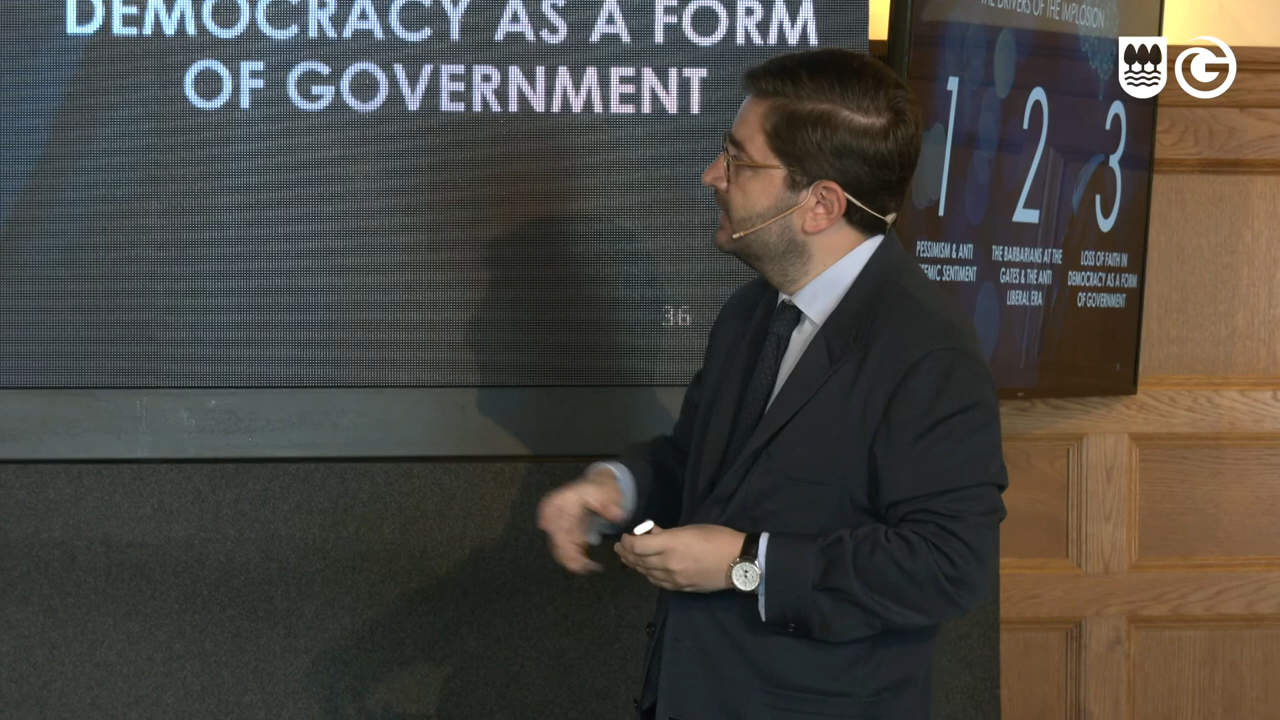 DEMOCRACY AS A FORM
OF GOVERNMENT
36
THE DRIVERS OF THE IMPLOSION
1
2
3
PESSIMISM & ANTI
SENTIMENT
THE BARBARIANS AT THE
GATES & THE ANTI
LIBERAL ERA
LOSS OF FAITH IN
DEMOCRACY AS A FORM
OF GOVERNMENT
G